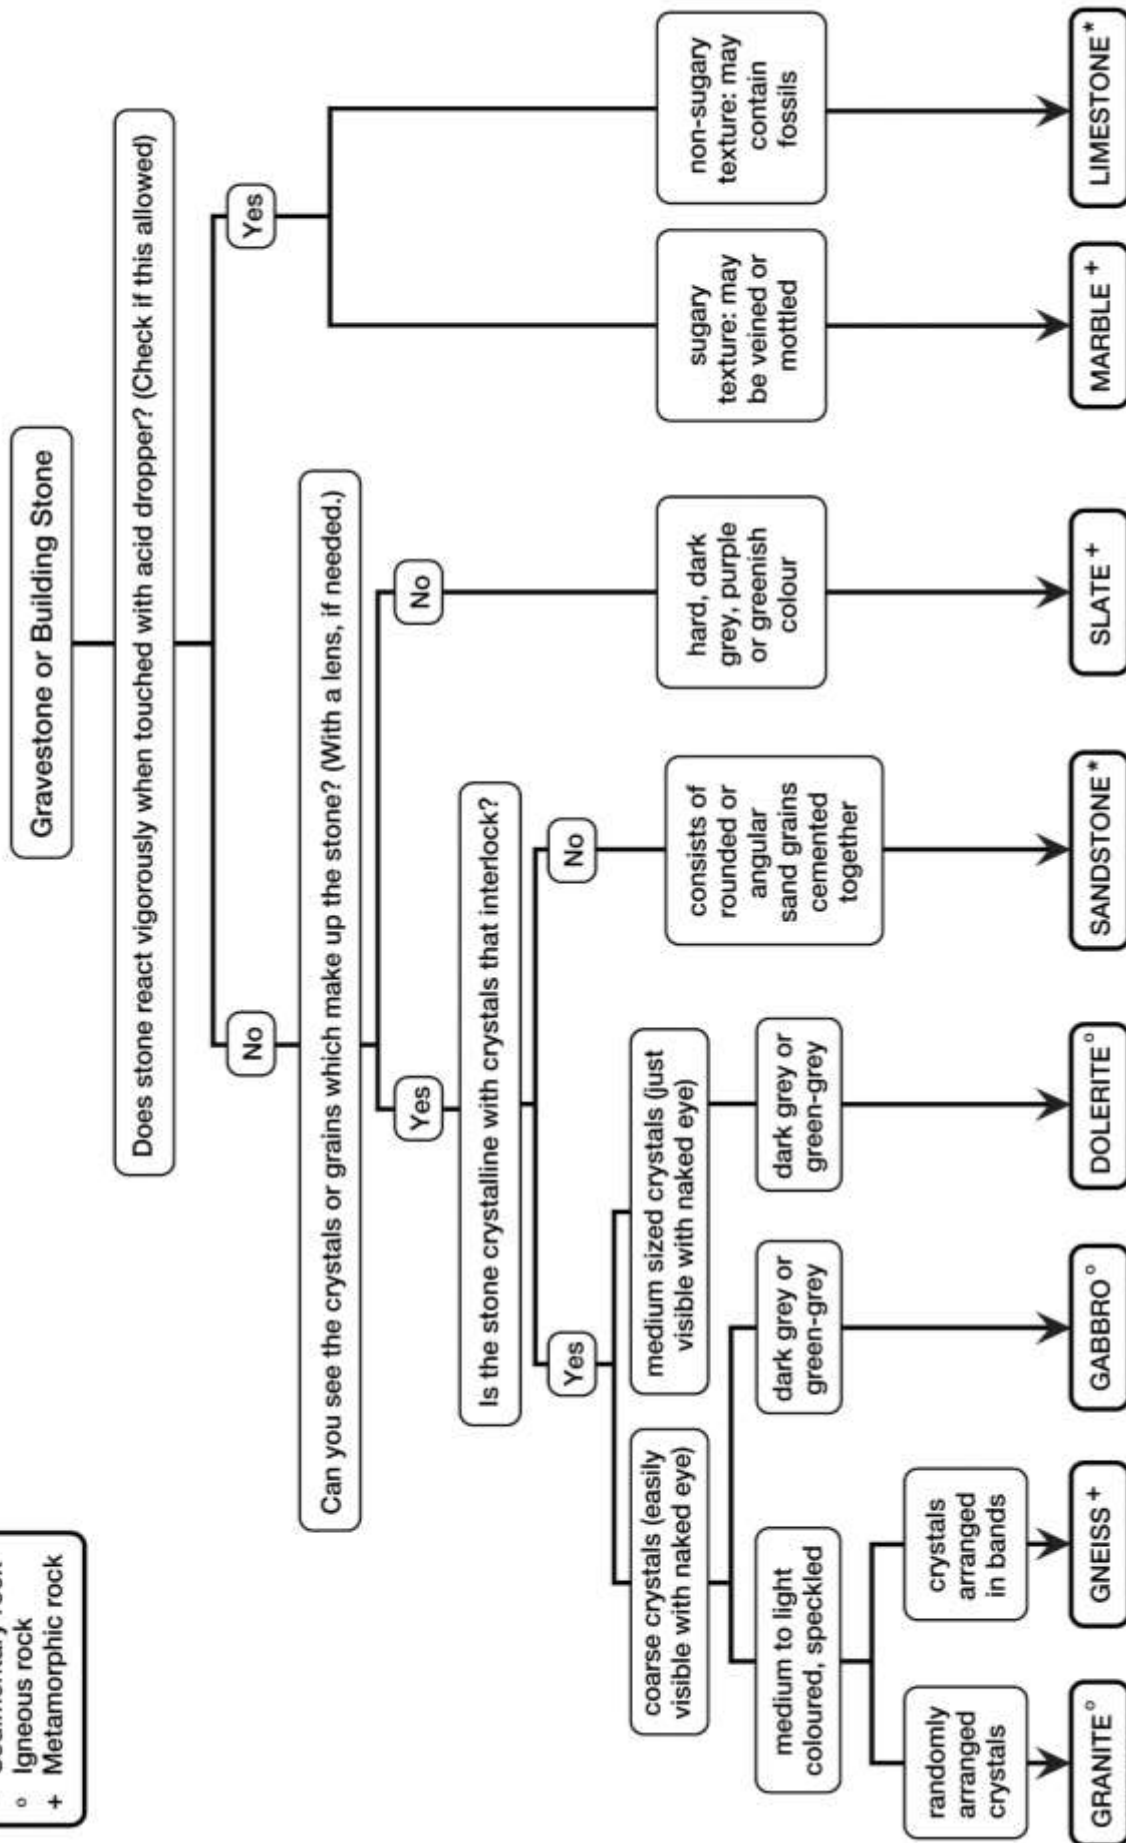 Gravestone or Building Stone
Does stone react vigorously when touched with acid dropper? (Check if this allowed)
No
Yes
Can you see the crystals or grains which make up the stone? (With a lens, if needed.)
Yes
No
Is the stone crystalline with crystals that interlock?
Yes
No
coarse crystals (easily
visible with naked eye)
medium sized crystals (just
visible with naked eye)
medium to light
coloured, speckled
dark grey or
green-grey
dark grey or
green-grey
consists of
rounded or
angular
sand grains
cemented
together
hard, dark
grey, purple
or greenish
colour
sugary
texture: may
be veined or
mottled
non-sugary
texture: may
contain
fossils
randomly
arranged
crystals
crystals
arranged
in bands
GRANITE°
GNEISS +
GABBRO°
DOLERITE°
SANDSTONE*
SLATE +
MARBLE +
LIMESTONE*
° Igneous rock
+ Metamorphic rock